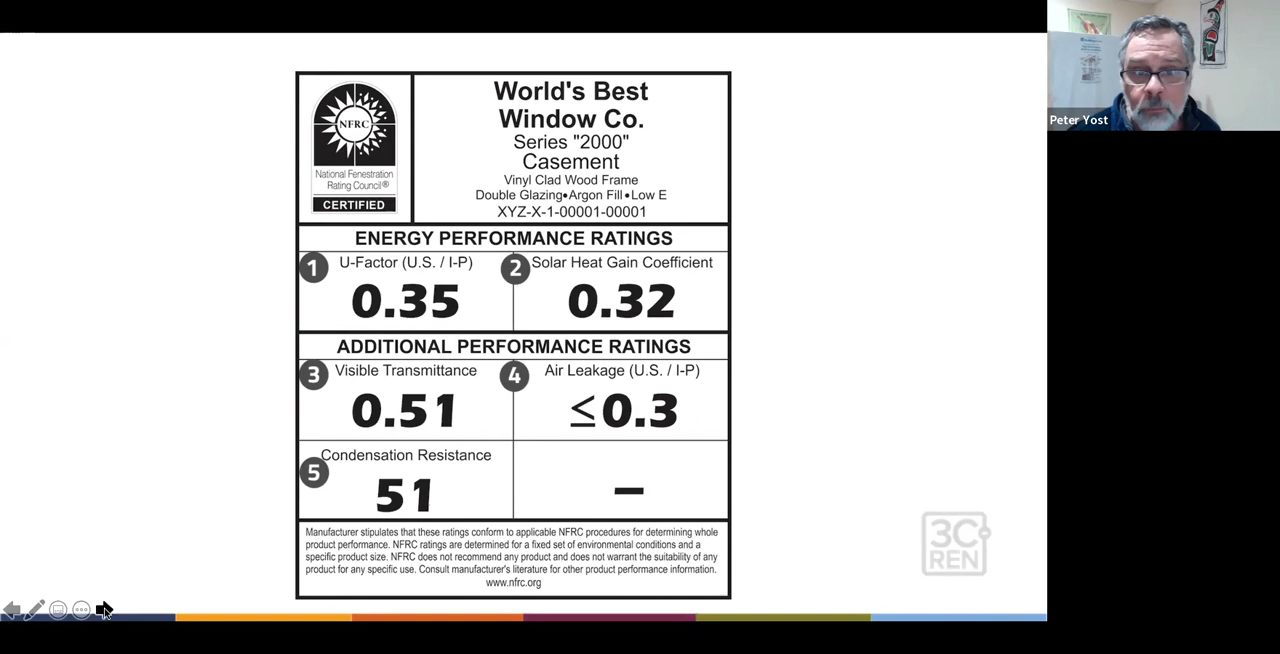 NFRC
National Fenestration
Rating Council®
CERTIFIED
World's Best
Window Co.
Series "2000"
Casement
Vinyl Clad Wood Frame
Double Glazing•Argon Fill•Low E
XYZ-X-1-00001-00001
ENERGY PERFORMANCE RATINGS
1 U-Factor (U.S. / I-P)
0.35
2 Solar Heat Gain Coefficient
0.32
ADDITIONAL PERFORMANCE RATINGS
3 Visible Transmittance
0.51
4 Air Leakage (U.S. / I-P)
≤0.3
5 Condensation Resistance
51
–
Manufacturer stipulates that these ratings conform to applicable NFRC procedures for determining whole
product performance. NFRC ratings are determined for a fixed set of environmental conditions and a
specific product size. NFRC does not recommend any product and does not warrant the suitability of any
product for any specific use. Consult manufacturer's literature for other product performance information.
www.nfrc.org
3C
REN
Peter Yost